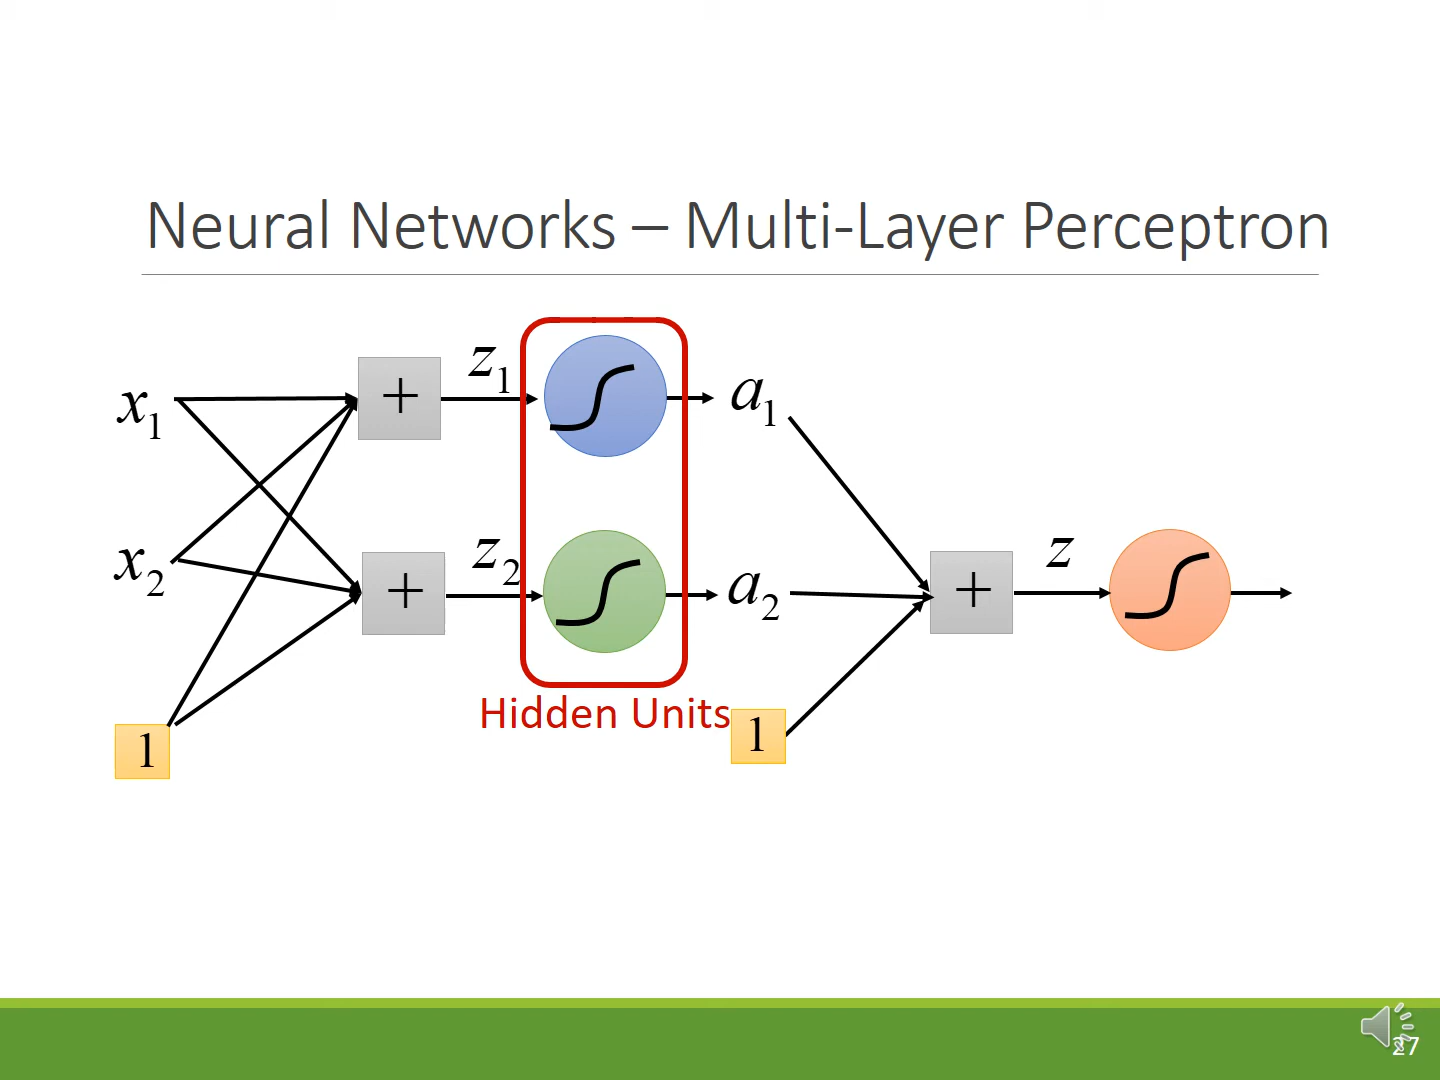 Neural Networks – Multi-Layer Perceptron
x₁
+
z₁
a₁
x₂
+
z₂
a₂
+
z
Hidden Units
1
1
27